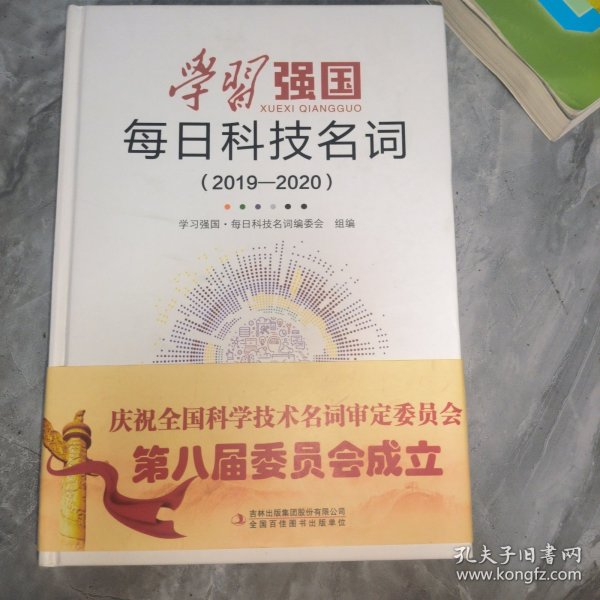 學習强国
XUEXI QIANGGUO
每日科技名词
(2019—2020)
学习强国·每日科技名词编委会 组编
庆祝全国科学技术名词审定委员会
第八届委员会成立
吉林出版集团股份有限公司
全国百佳图书出版单位
孔夫子旧书网
www.kongfz.com